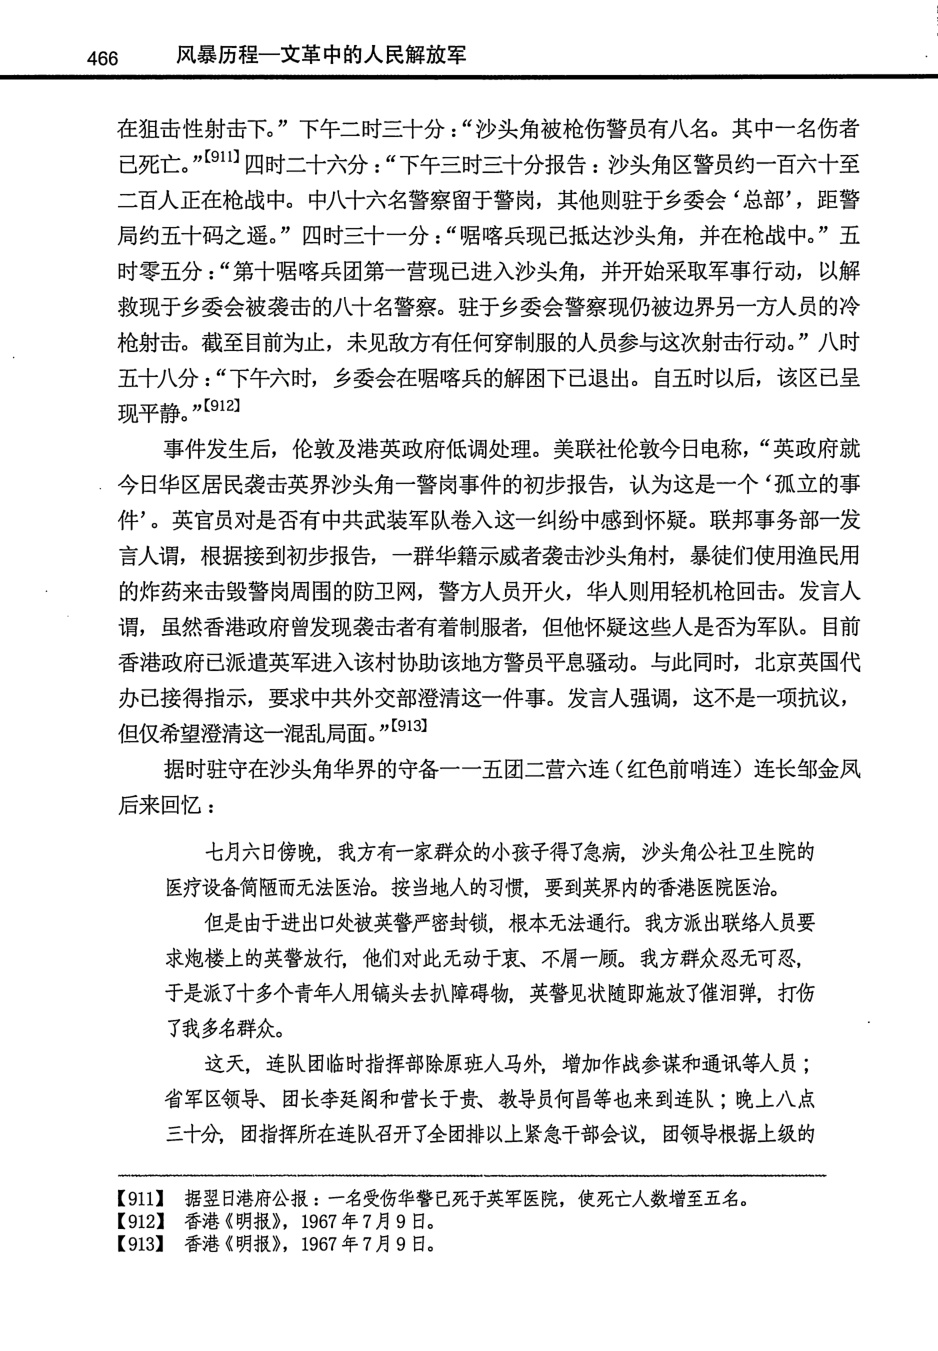 466 风暴历程—文革中的人民解放军
在狙击性射击下。”下午二时三十分：“沙头角被枪伤警员有八名。其中一名伤者
已死亡。”【911】四时二十六分：“下午三时三十分报告：沙头角区警员约一百六十至
二百人正在枪战中。中八十六名警察留于警岗，其他则驻于乡委会‘总部’，距警
局约五十码之遥。”四时三十一分：“啹喀兵现已抵达沙头角，并在枪战中。”五
时零五分：“第十啹喀兵团第一营现已进入沙头角，并开始采取军事行动，以解
救现于乡委会被袭击的八十名警察。驻于乡委会警察现仍被边界另一方人员的冷
枪射击。截至目前为止，未见敌方有任何穿制服的人员参与这次射击行动。”八时
五十八分：“下午六时，乡委会在啹喀兵的解困下已退出。自五时以后，该区已呈
现平静。”【912】
事件发生后，伦敦及港英政府低调处理。美联社伦敦今日电称，“英政府就
今日华区居民袭击英界沙头角一警岗事件的初步报告，认为这是一个‘孤立的事
件’。英官员对是否有中共武装军队卷入这一纠纷中感到怀疑。联邦事务部一发
言人谓，根据接到初步报告，一群华籍示威者袭击沙头角村，暴徒们使用渔民用
的炸药来击毁警岗周围的防卫网，警方人员开火，华人则用轻机枪回击。发言人
谓，虽然香港政府曾发现袭击者有着制服者，但他怀疑这些人是否为军队。目前
香港政府已派遣英军进入该村协助该地方警员平息骚动。与此同时，北京英国代
办已接得指示，要求中共外交部澄清这一件事。发言人强调，这不是一项抗议，
但仅希望澄清这一混乱局面。”【913】
据时驻守在沙头角华界的守备一一五团二营六连（红色前哨连）连长邹金凤
后来回忆：
七月六日傍晚，我方有一家群众的小孩子得了急病，沙头角公社卫生院的
医疗设备简陋而无法医治。按当地人的习惯，要到英界内的香港医院医治。
但是由于进出口处被英警严密封锁，根本无法通行。我方派出联络人员要
求炮楼上的英警放行，他们对此无动于衷、不屑一顾。我方群众忍无可忍，
于是派了十多个青年人用镐头去扒障碍物，英警见状随即施放了催泪弹，打伤
了我多名群众。
这天，连队团临时指挥部除原班人马外，增加作战参谋和通讯等人员；
省军区领导、团长李廷阁和营长于贵、教导员何昌等也来到连队；晚上八点
三十分，团指挥所在连队召开了全团排以上紧急干部会议，团领导根据上级的
【911】 据翌日港府公报：一名受伤华警已死于英军医院，使死亡人数增至五名。
【912】 香港《明报》，1967年7月9日。
【913】 香港《明报》，1967年7月9日。